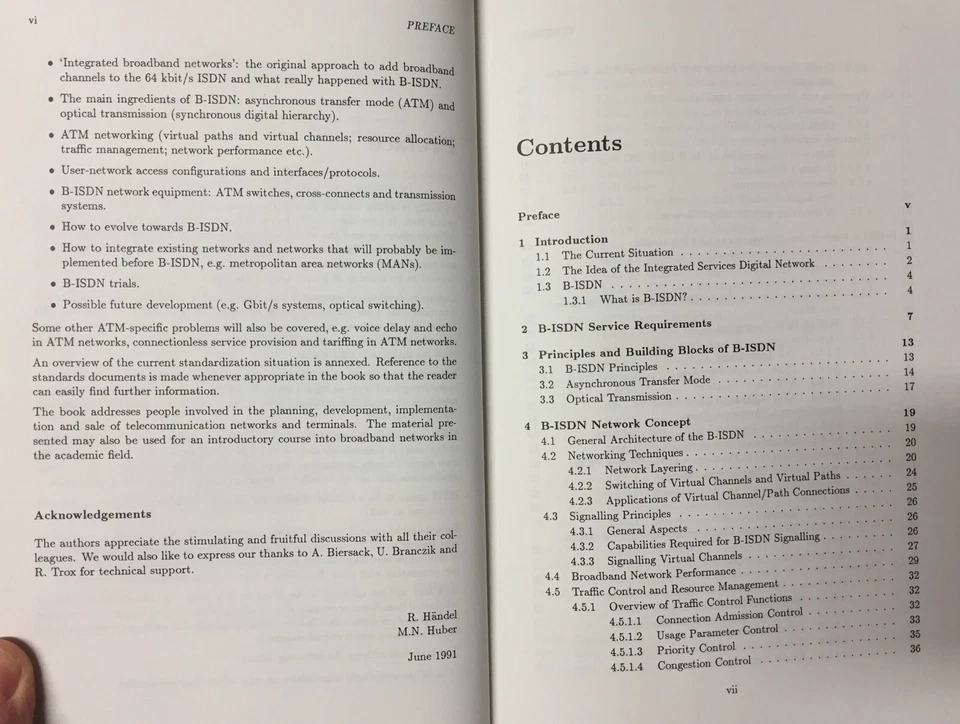 vi
PREFACE
• ‘Integrated broadband networks’: the original approach to add broadband
channels to the 64 kbit/s ISDN and what really happened with B-ISDN.
• The main ingredients of B-ISDN: asynchronous transfer mode (ATM) and
optical transmission (synchronous digital hierarchy).
• ATM networking (virtual paths and virtual channels; resource allocation;
traffic management; network performance etc.).
• User-network access configurations and interfaces/protocols.
• B-ISDN network equipment: ATM switches, cross-connects and transmission
systems.
• How to evolve towards B-ISDN.
• How to integrate existing networks and networks that will probably be im-
plemented before B-ISDN, e.g. metropolitan area networks (MANs).
• B-ISDN trials.
• Possible future development (e.g. Gbit/s systems, optical switching).
Some other ATM-specific problems will also be covered, e.g. voice delay and echo
in ATM networks, connectionless service provision and tariffing in ATM networks.
An overview of the current standardization situation is annexed. Reference to the
standards documents is made whenever appropriate in the book so that the reader
can easily find further information.
The book addresses people involved in the planning, development, implementa-
tion and sale of telecommunication networks and terminals. The material pre-
sented may also be used for an introductory course into broadband networks in
the academic field.
Acknowledgements
The authors appreciate the stimulating and fruitful discussions with all their col-
leagues. We would also like to express our thanks to A. Biersack, U. Branczik and
R. Trox for technical support.
R. Händel
M.N. Huber
June 1991
Contents
Preface v
1 Introduction 1
1.1 The Current Situation 1
1.2 The Idea of the Integrated Services Digital Network 2
1.3 B-ISDN 4
1.3.1 What is B-ISDN? 4
2 B-ISDN Service Requirements 7
3 Principles and Building Blocks of B-ISDN 13
3.1 B-ISDN Principles 13
3.2 Asynchronous Transfer Mode 14
3.3 Optical Transmission 17
4 B-ISDN Network Concept 19
4.1 General Architecture of the B-ISDN 19
4.2 Networking Techniques 20
4.2.1 Network Layering 20
4.2.2 Switching of Virtual Channels and Virtual Paths 24
4.2.3 Applications of Virtual Channel/Path Connections 25
4.3 Signalling Principles 26
4.3.1 General Aspects 26
4.3.2 Capabilities Required for B-ISDN Signalling 26
4.3.3 Signalling Virtual Channels 27
4.4 Broadband Network Performance 29
4.5 Traffic Control and Resource Management 32
4.5.1 Overview of Traffic Control Functions 32
4.5.1.1 Connection Admission Control 32
4.5.1.2 Usage Parameter Control 33
4.5.1.3 Priority Control 35
4.5.1.4 Congestion Control 36
vii